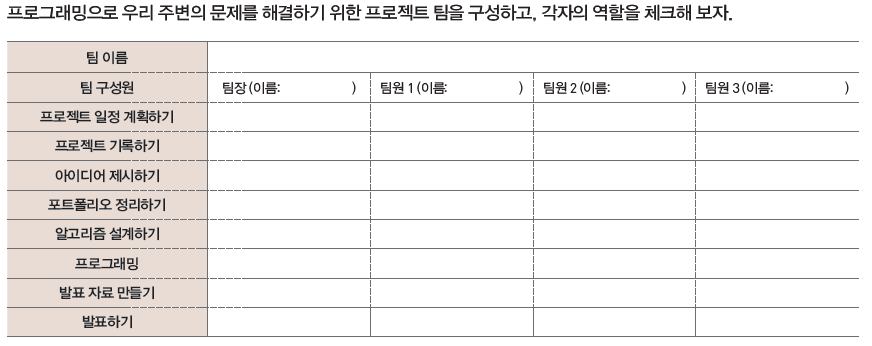 프로그래밍으로 우리 주변의 문제를 해결하기 위한 프로젝트 팀을 구성하고, 각자의 역할을 체크해 보자.
팀 이름
팀 구성원 팀장 (이름: ) 팀원 1 (이름: ) 팀원 2 (이름: ) 팀원 3 (이름: )
프로젝트 일정 계획하기
프로젝트 기록하기
아이디어 제시하기
포트폴리오 정리하기
알고리즘 설계하기
프로그래밍
발표 자료 만들기
발표하기